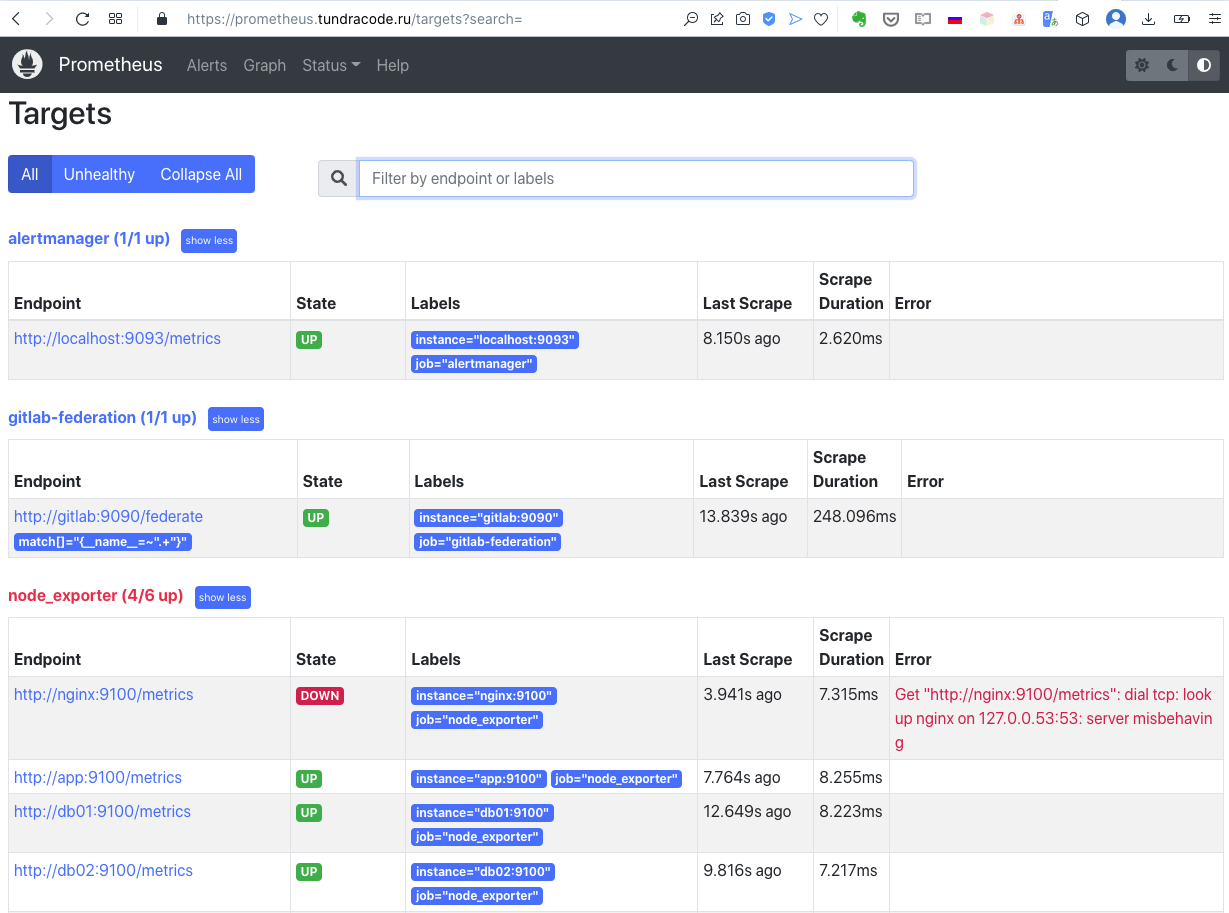 https://prometheus.tundracode.ru/targets?search=
Prometheus Alerts Graph Status Help
Targets
All Unhealthy Collapse All Filter by endpoint or labels
alertmanager (1/1 up) show less
Endpoint State Labels Last Scrape Scrape Duration Error
http://localhost:9093/metrics UP instance="localhost:9093" 8.150s ago 2.620ms
job="alertmanager"
gitlab-federation (1/1 up) show less
Endpoint State Labels Last Scrape Scrape Duration Error
http://gitlab:9090/federate UP instance="gitlab:9090" 13.839s ago 248.096ms
match[]="{__name__=~".+"}" job="gitlab-federation"
node_exporter (4/6 up) show less
Endpoint State Labels Last Scrape Scrape Duration Error
http://nginx:9100/metrics DOWN instance="nginx:9100" 3.941s ago 7.315ms Get "http://nginx:9100/metrics": dial tcp: look
job="node_exporter" up nginx on 127.0.0.53:53: server misbehavin
g
http://app:9100/metrics UP instance="app:9100" job="node_exporter" 7.764s ago 8.255ms
http://db01:9100/metrics UP instance="db01:9100" 12.649s ago 8.223ms
job="node_exporter"
http://db02:9100/metrics UP instance="db02:9100" 9.816s ago 7.217ms
job="node_exporter"